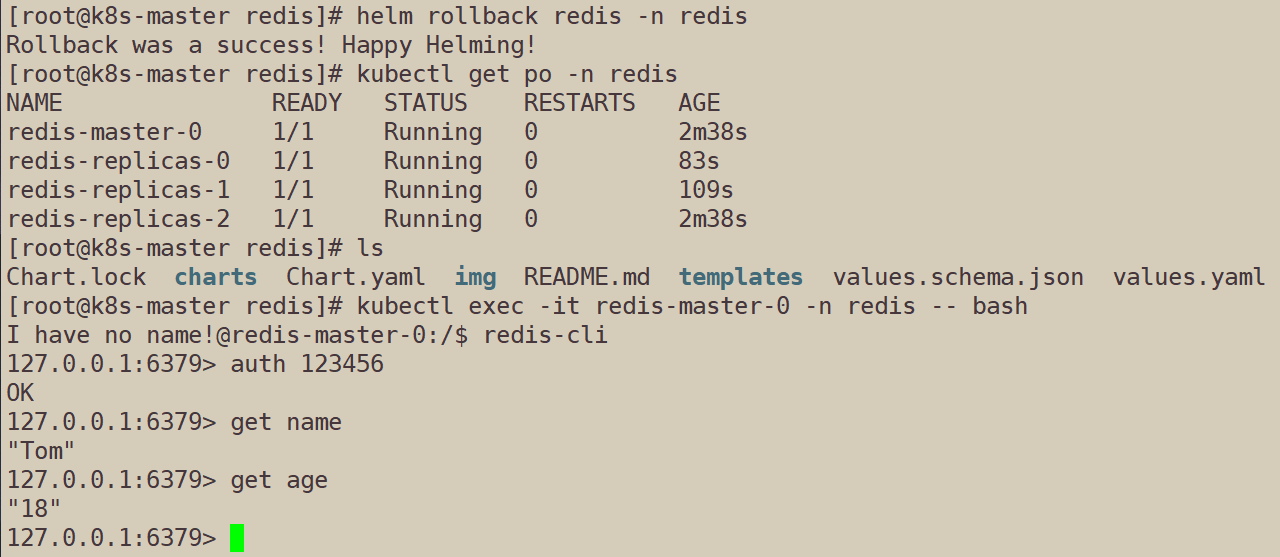 [root@k8s-master redis]# helm rollback redis -n redis
Rollback was a success! Happy Helming!
[root@k8s-master redis]# kubectl get po -n redis
NAME               READY   STATUS    RESTARTS   AGE
redis-master-0     1/1     Running   0          2m38s
redis-replicas-0   1/1     Running   0          83s
redis-replicas-1   1/1     Running   0          109s
redis-replicas-2   1/1     Running   0          2m38s
[root@k8s-master redis]# ls
Chart.lock  charts  Chart.yaml  img  README.md  templates  values.schema.json  values.yaml
[root@k8s-master redis]# kubectl exec -it redis-master-0 -n redis -- bash
I have no name!@redis-master-0:/$ redis-cli
127.0.0.1:6379> auth 123456
OK
127.0.0.1:6379> get name
"Tom"
127.0.0.1:6379> get age
"18"
127.0.0.1:6379>